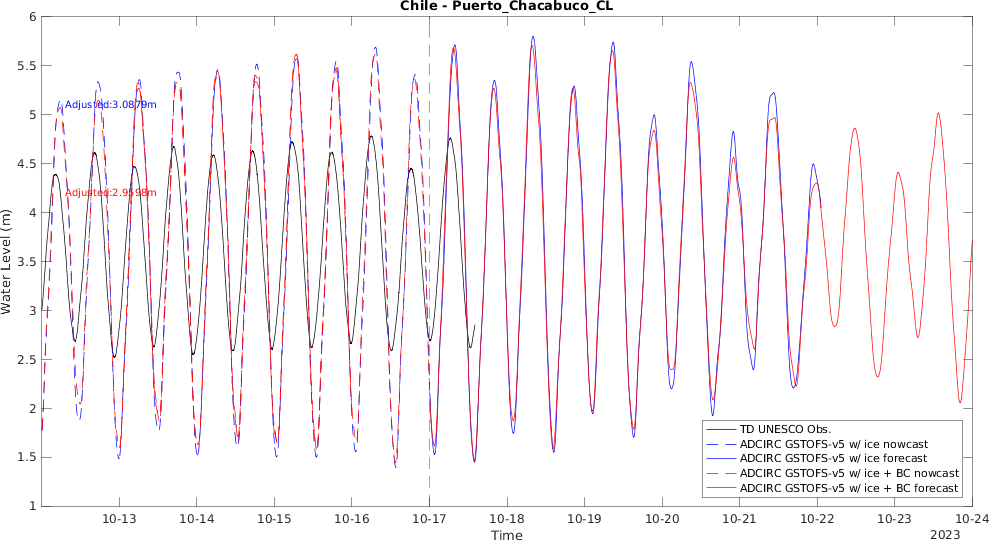 Chile - Puerto_Chacabuco_CL
6
5.5
5
4.5
4
3.5
3
2.5
2
1.5
1
Water Level (m)
Adjusted:3.0879m
Adjusted:2.9598m
TD UNESCO Obs.
ADCIRC GSTOFS-v5 w/ ice nowcast
ADCIRC GSTOFS-v5 w/ ice forecast
ADCIRC GSTOFS-v5 w/ ice + BC nowcast
ADCIRC GSTOFS-v5 w/ ice + BC forecast
10-13 10-14 10-15 10-16 10-17 10-18 10-19 10-20 10-21 10-22 10-23 10-24
Time
2023